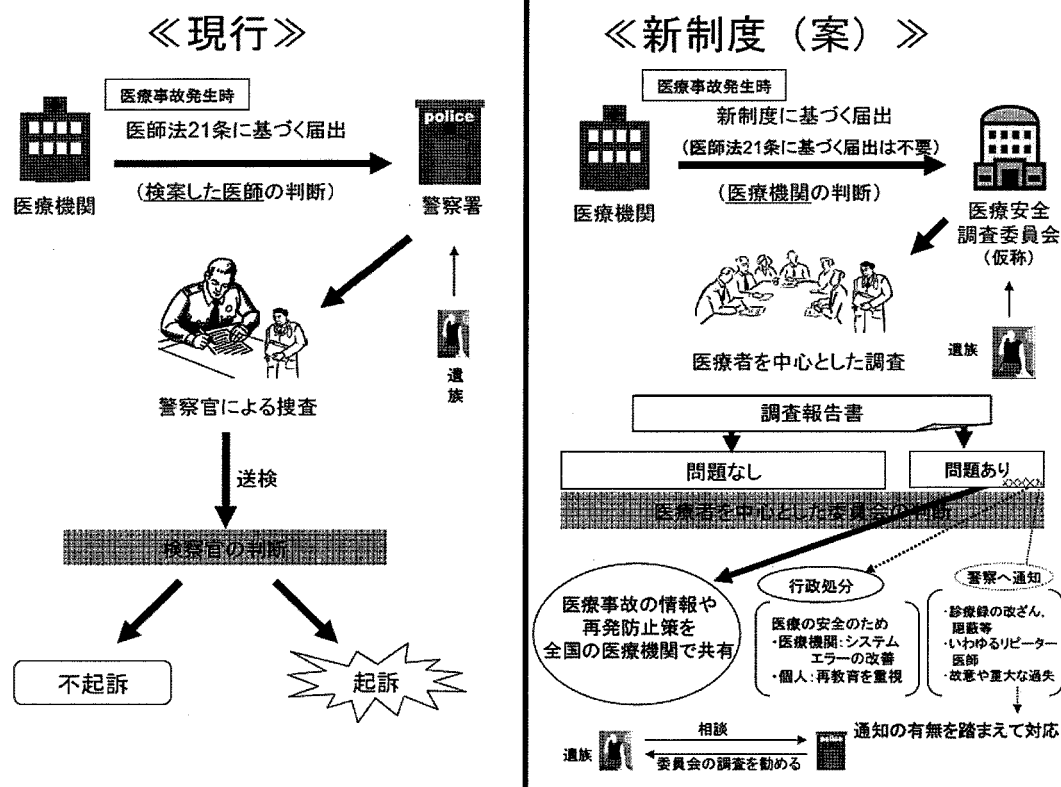 ≪現行≫
医療事故発生時
医師法21条に基づく届出
police
(検案した医師の判断)
医療機関
警察署
遺
族
警察官による捜査
送検
検察官の判断
不起訴
起訴
≪新制度(案)≫
医療事故発生時
新制度に基づく届出
(医師法21条に基づく届出は不要)
(医療機関の判断)
医療機関
医療安全
調査委員会
(仮称)
遺族
医療者を中心とした調査
調査報告書
問題なし
問題あり
医療者を中心とした委員会の判断
医療事故の情報や
再発防止策を
全国の医療機関で共有
行政処分
医療の安全のため
・医療機関:システム
エラーの改善
・個人:再教育を重視
警察へ通知
・診療録の改ざん、
隠蔽等
・いわゆるリピーター
医師
・故意や重大な過失
通知の有無を踏まえて対応
遺族
相談
委員会の調査を勧める
police